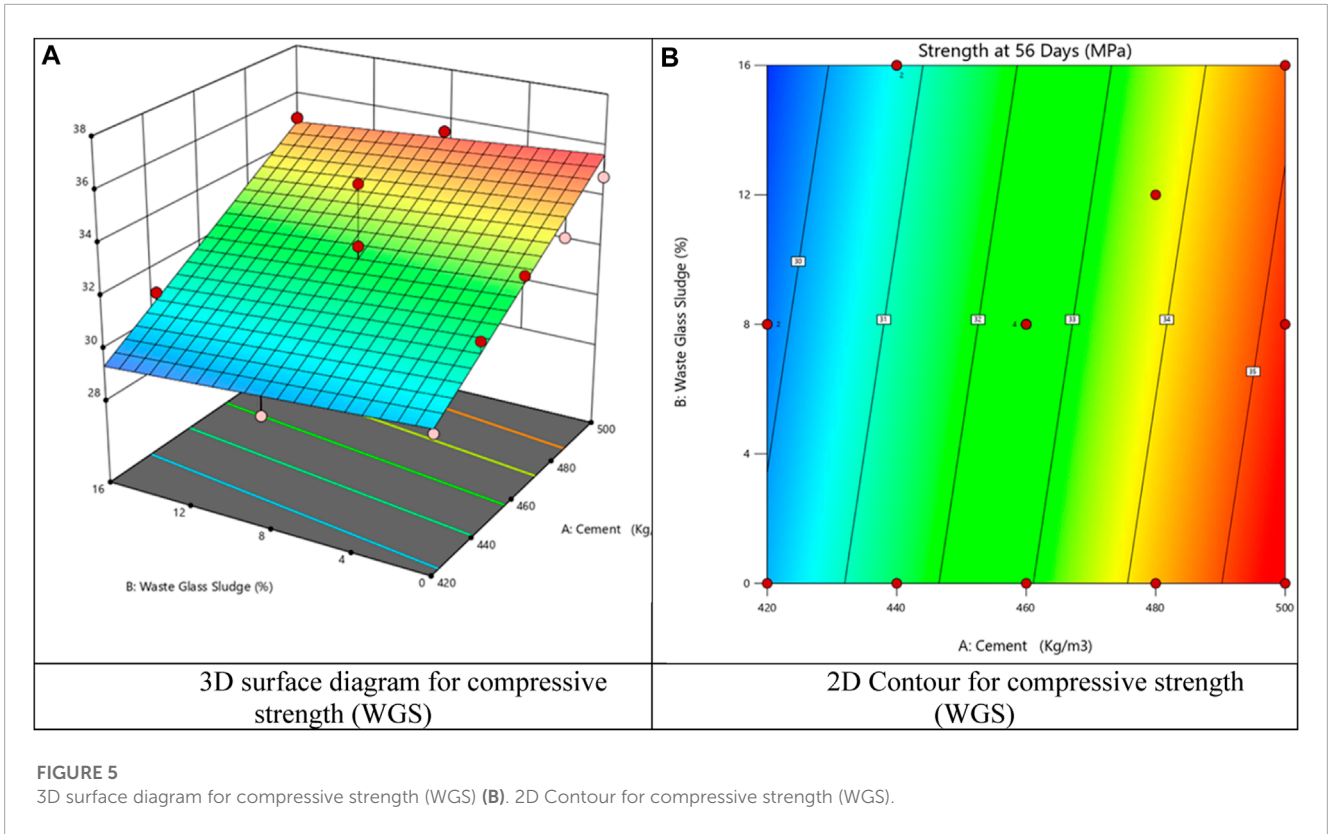 A
38
36
34
32
30
28
16
12
8
4
0
420
440
460
480
500
A: Cement (Kg/
B: Waste Glass Sludge (%)
3D surface diagram for compressive
strength (WGS)
B
Strength at 56 Days (MPa)
16
12
8
4
0
B: Waste Glass Sludge (%)
2
2
4
30
31
32
33
34
35
420
440
460
480
500
A: Cement (Kg/m3)
2D Contour for compressive strength
(WGS)
FIGURE 5
3D surface diagram for compressive strength (WGS) (B). 2D Contour for compressive strength (WGS).